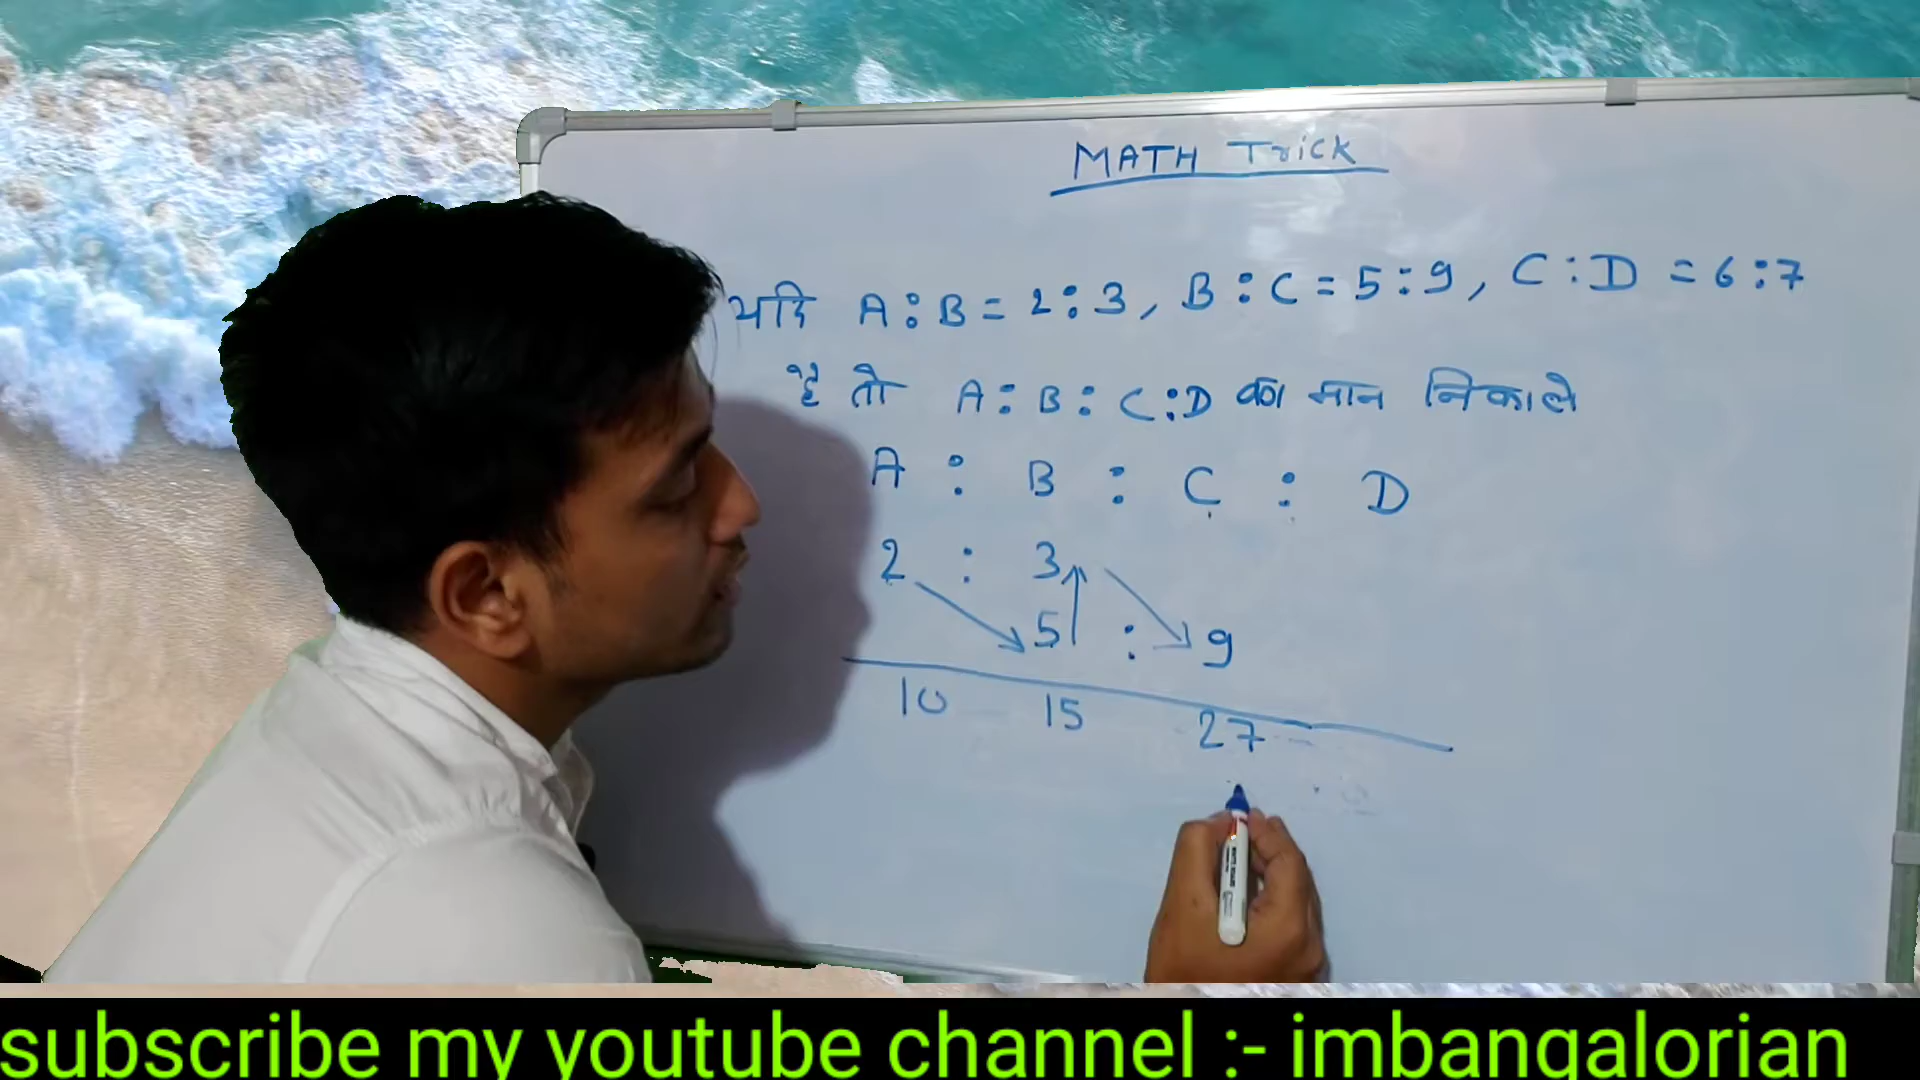 MATH Trick
यदि A:B = 2:3, B:C = 5:9, C:D = 6:7
है तो A:B:C:D का मान निकाले
A : B : C : D
2 : 3
5 : 9
10 15 27
subscribe my youtube channel :- imbangalorian